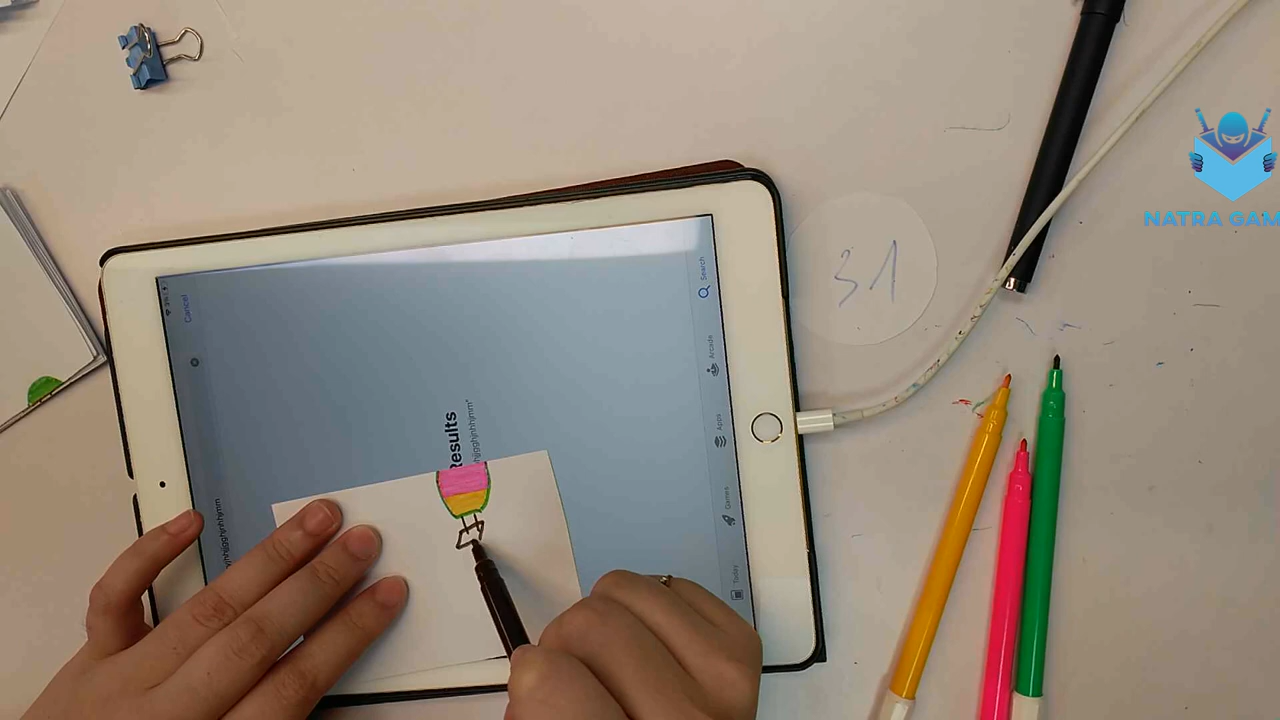 NATRA GAM
31
Cancel
Results
Search
Arcade
Apps
Games
Today